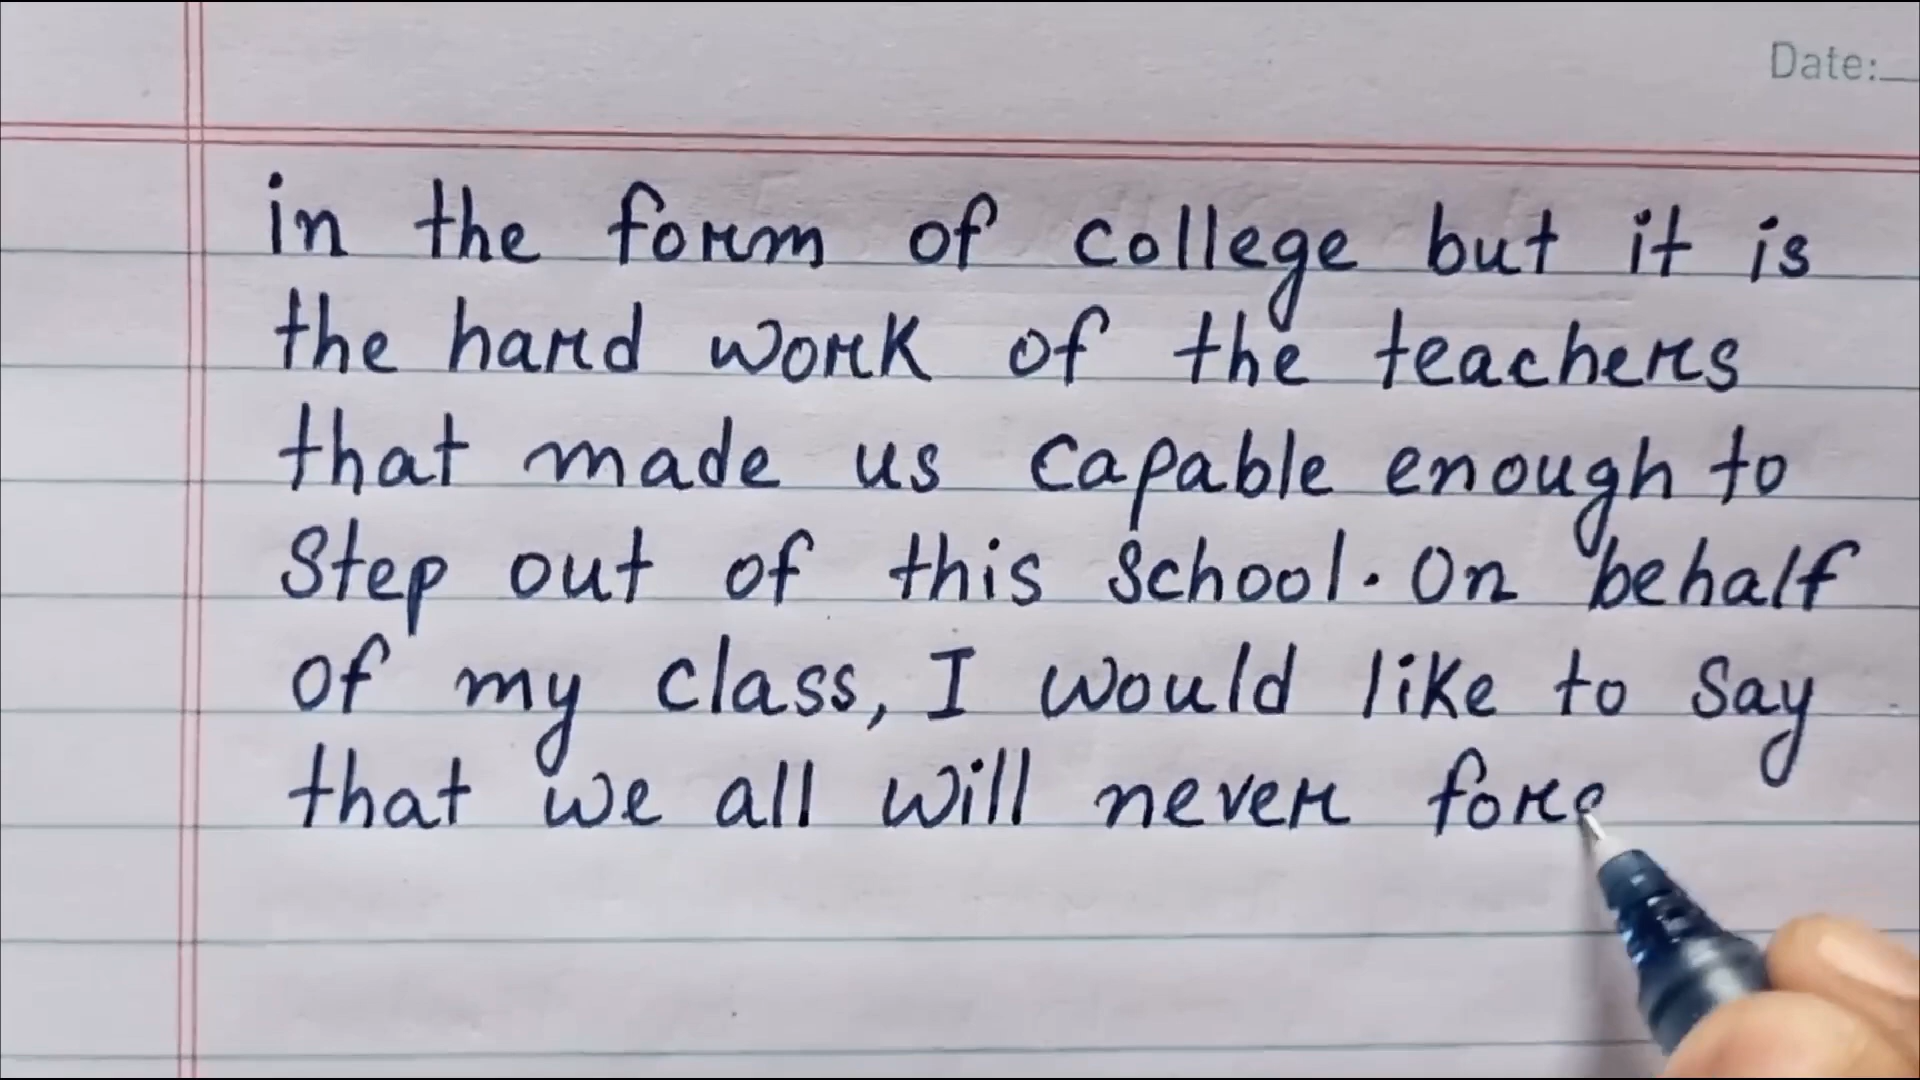 Date:
in the form of college but it is
the hard work of the teachers
that made us capable enough to
Step out of this school. On behalf
of my class, I would like to say
that we all will never